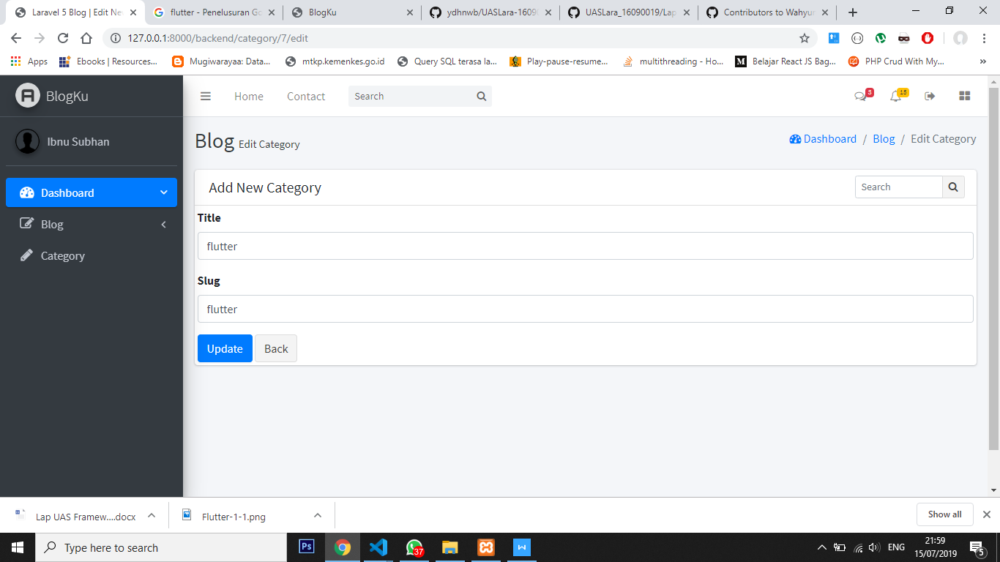 Laravel 5 Blog | Edit Ne
flutter - Penelusuran Go
BlogKu
ydhnwb/UASLara-1609
UASLara_16090019/Lap
Contributors to Wahyu
127.0.0.1:8000/backend/category/7/edit
Apps
Ebooks | Resources...
Mugiwarayaa: Data...
mtkp.kemenkes.go.id
Query SQL terasa la...
Play-pause-resume...
multithreading - Ho...
Belajar React JS Bag...
PHP Crud With My...
»
BlogKu
Home
Contact
Search
3
15
Ibnu Subhan
Blog Edit Category
Dashboard / Blog / Edit Category
Dashboard
Blog
Category
Add New Category
Search
Title
flutter
Slug
flutter
Update
Back
Lap UAS Framew....docx
Flutter-1-1.png
Show all
Type here to search
Ps
37
W
ENG
21:59
15/07/2019
5